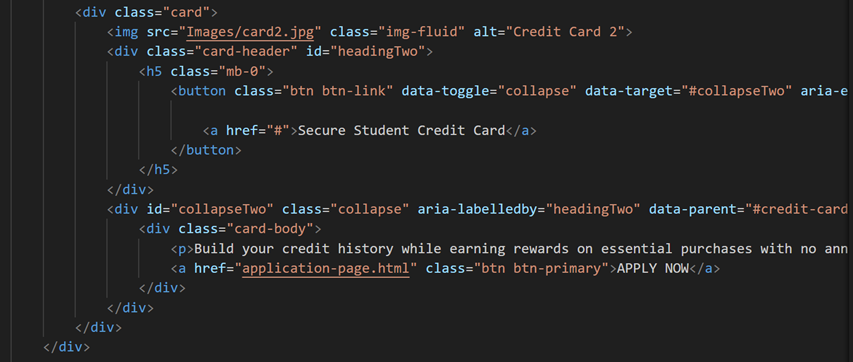 <div class="card">
<img src="Images/card2.jpg" class="img-fluid" alt="Credit Card 2">
<div class="card-header" id="headingTwo">
<h5 class="mb-0">
<button class="btn btn-link" data-toggle="collapse" data-target="#collapseTwo" aria-e
<a href="#">Secure Student Credit Card</a>
</button>
</h5>
</div>
<div id="collapseTwo" class="collapse" aria-labelledby="headingTwo" data-parent="#credit-card
<div class="card-body">
<p>Build your credit history while earning rewards on essential purchases with no ann
<a href="application-page.html" class="btn btn-primary">APPLY NOW</a>
</div>
</div>
</div>
</div>